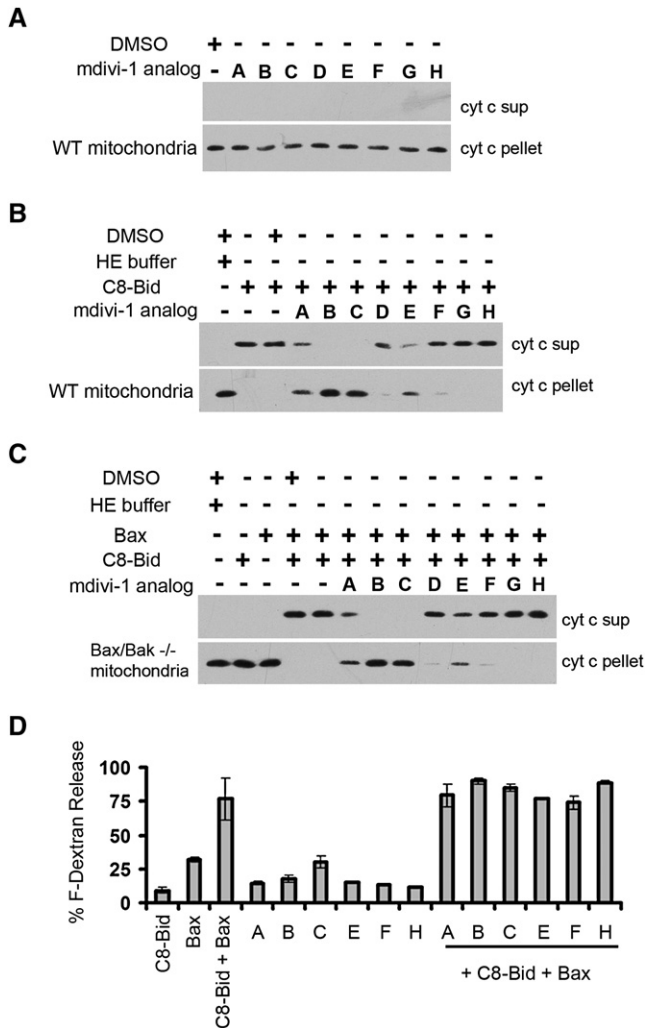 A
DMSO + - - - - - - - -
mdivi-1 analog - A B C D E F G H
cyt c sup
WT mitochondria cyt c pellet
B
DMSO + - + - - - - - - - -
HE buffer + - - - - - - - - - -
C8-Bid - + + + + + + + + + +
mdivi-1 analog - - - A B C D E F G H
cyt c sup
WT mitochondria cyt c pellet
C
DMSO + - - + - - - - - - - - -
HE buffer + - - - - - - - - - - - -
Bax - - + + + + + + + + + + +
C8-Bid - + - + + + + + + + + + +
mdivi-1 analog - - - - - A B C D E F G H
cyt c sup
Bax/Bak -/-
mitochondria cyt c pellet
D
% F-Dextran Release
100
75
50
25
0
C8-Bid Bax C8-Bid + Bax A B C E F H A B C E F H
+ C8-Bid + Bax